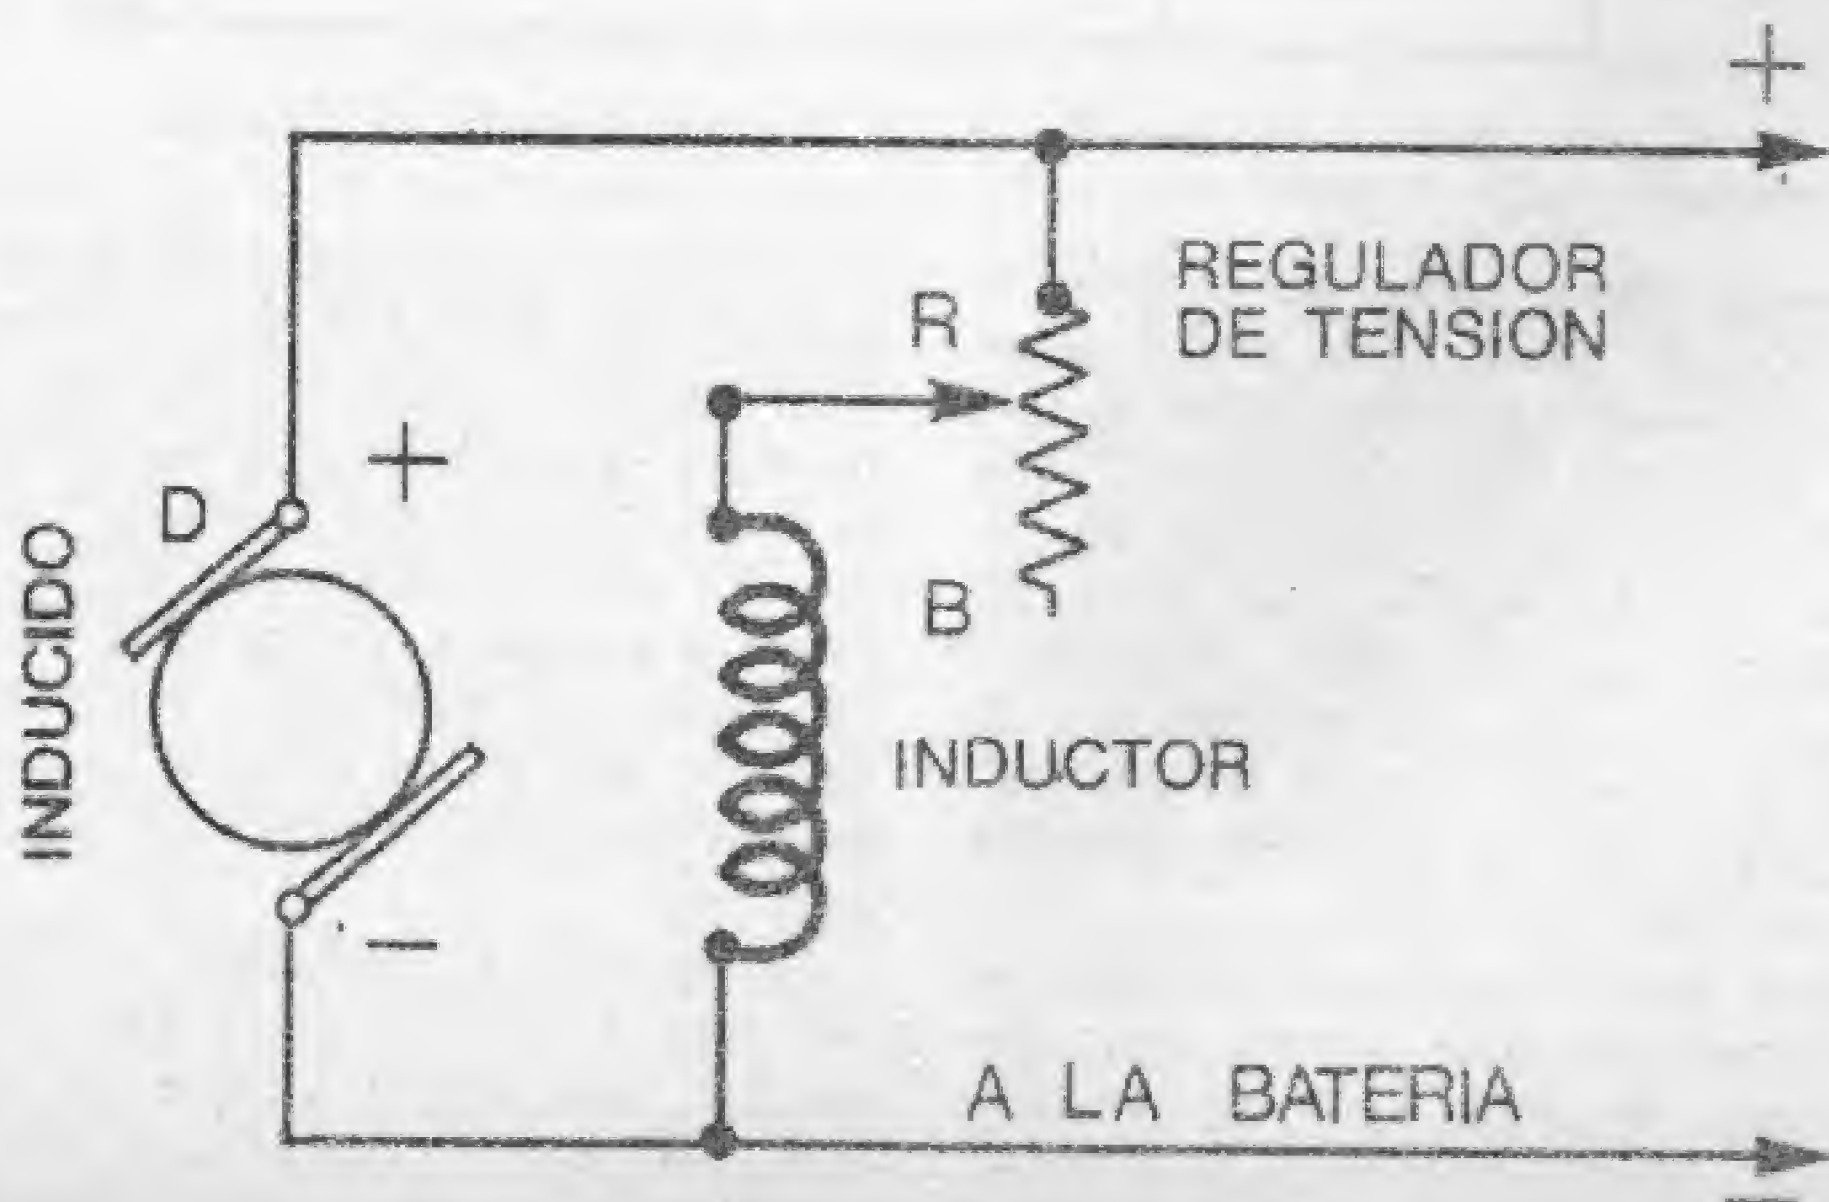 +
REGULADOR
DE TENSION
R
+
D
INDUCIDO
B
INDUCTOR
−
A LA BATERIA
−